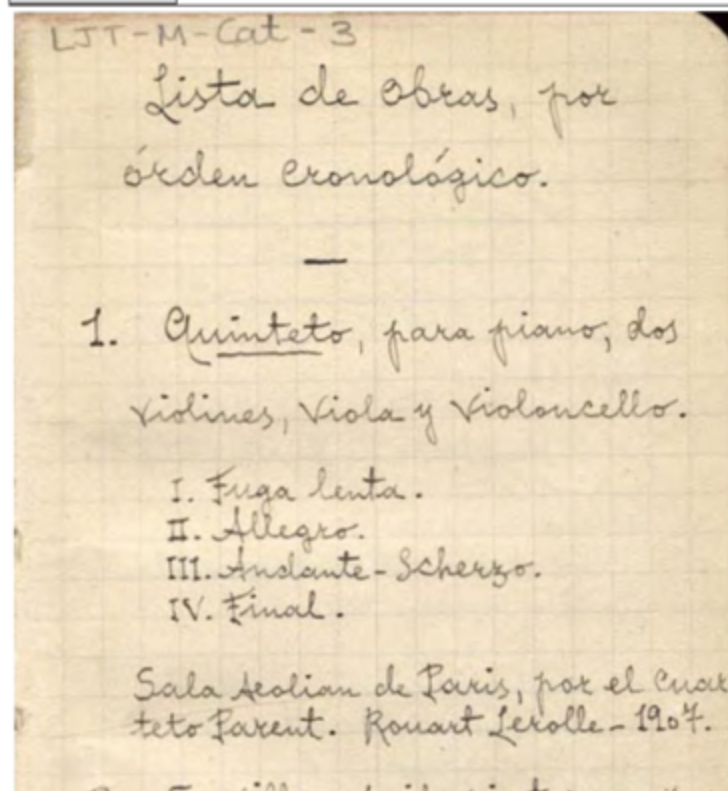 LJT-M-Cat-3
Lista de obras, por
órden cronológico.
1. Quinteto, para piano, dos
violines, viola y violoncello.
I. Fuga lenta.
II. Allegro.
III. Andante-Scherzo.
IV. Final.
Sala Aeolian de Paris, por el cuar
teto Parent. Rouart Lerolle-1907.